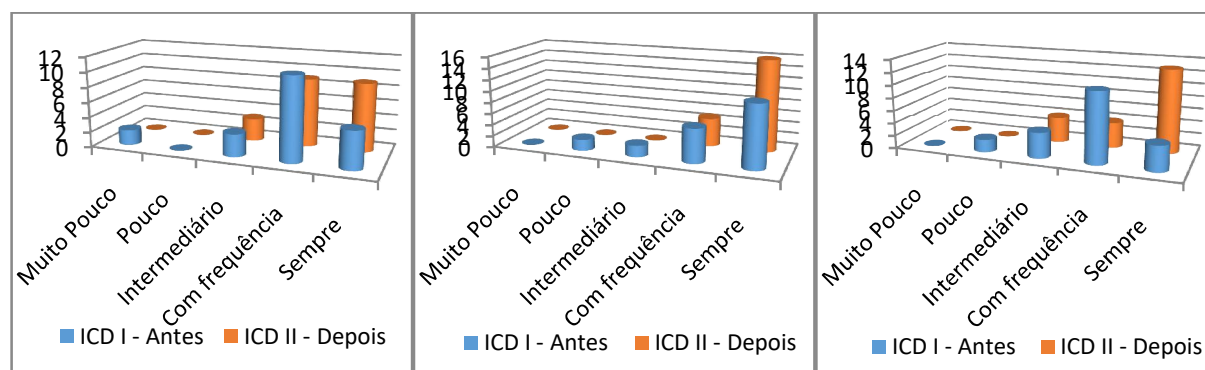 12
10
8
6
4
2
0
Muito Pouco
Pouco
Intermediário
Com frequência
Sempre
ICD I - Antes ICD II - Depois
16
14
12
10
8
6
4
2
0
Muito Pouco
Pouco
Intermediário
Com frequência
Sempre
ICD I - Antes ICD II - Depois
14
12
10
8
6
4
2
0
Muito Pouco
Pouco
Intermediário
Com frequência
Sempre
ICD I - Antes ICD II - Depois